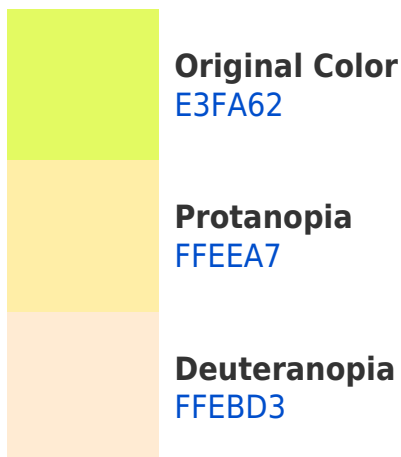 Original Color
E3FA62
Protanopia
FFEEA7
Deuteranopia
FFEBD3